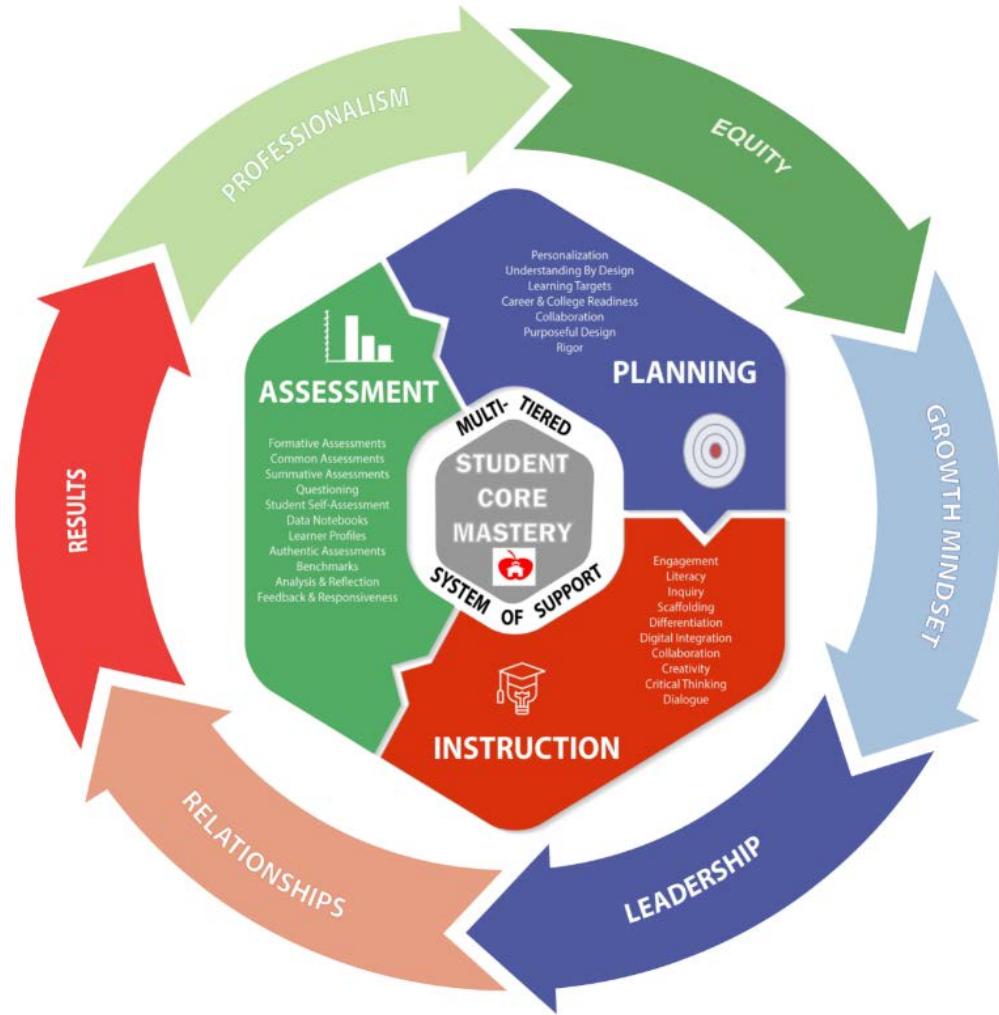 PROFESSIONALISM
EQUITY
GROWTH MINDSET
LEADERSHIP
RELATIONSHIPS
RESULTS
Personalization
Understanding By Design
Learning Targets
Career & College Readiness
Collaboration
Purposeful Design
Rigor
PLANNING
ASSESSMENT
Formative Assessments
Common Assessments
Summative Assessments
Questioning
Student Self-Assessment
Data Notebooks
Learner Profiles
Authentic Assessments
Benchmarks
Analysis & Reflection
Feedback & Responsiveness
MULTI- TIERED
STUDENT
CORE
MASTERY
SYSTEM OF SUPPORT
Engagement
Literacy
Inquiry
Scaffolding
Differentiation
Digital Integration
Collaboration
Creativity
Critical Thinking
Dialogue
INSTRUCTION